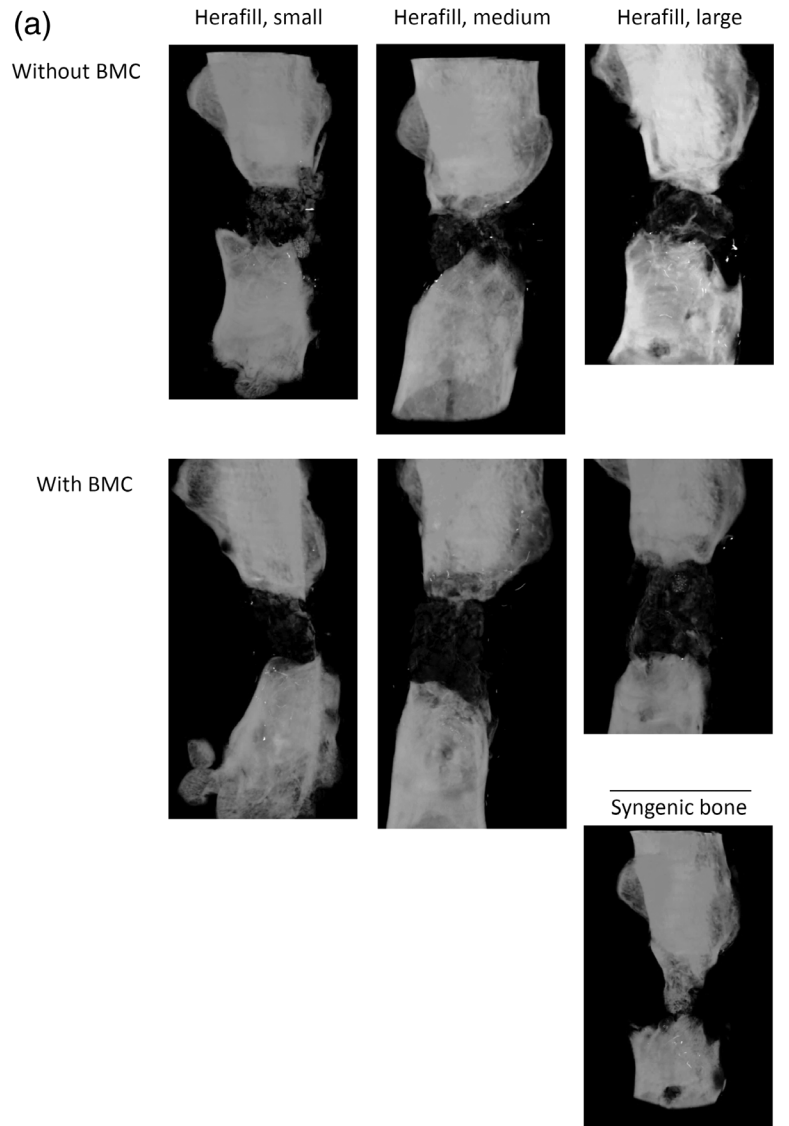 (a)
Herafill, small
Herafill, medium
Herafill, large
Without BMC
With BMC
Syngenic bone